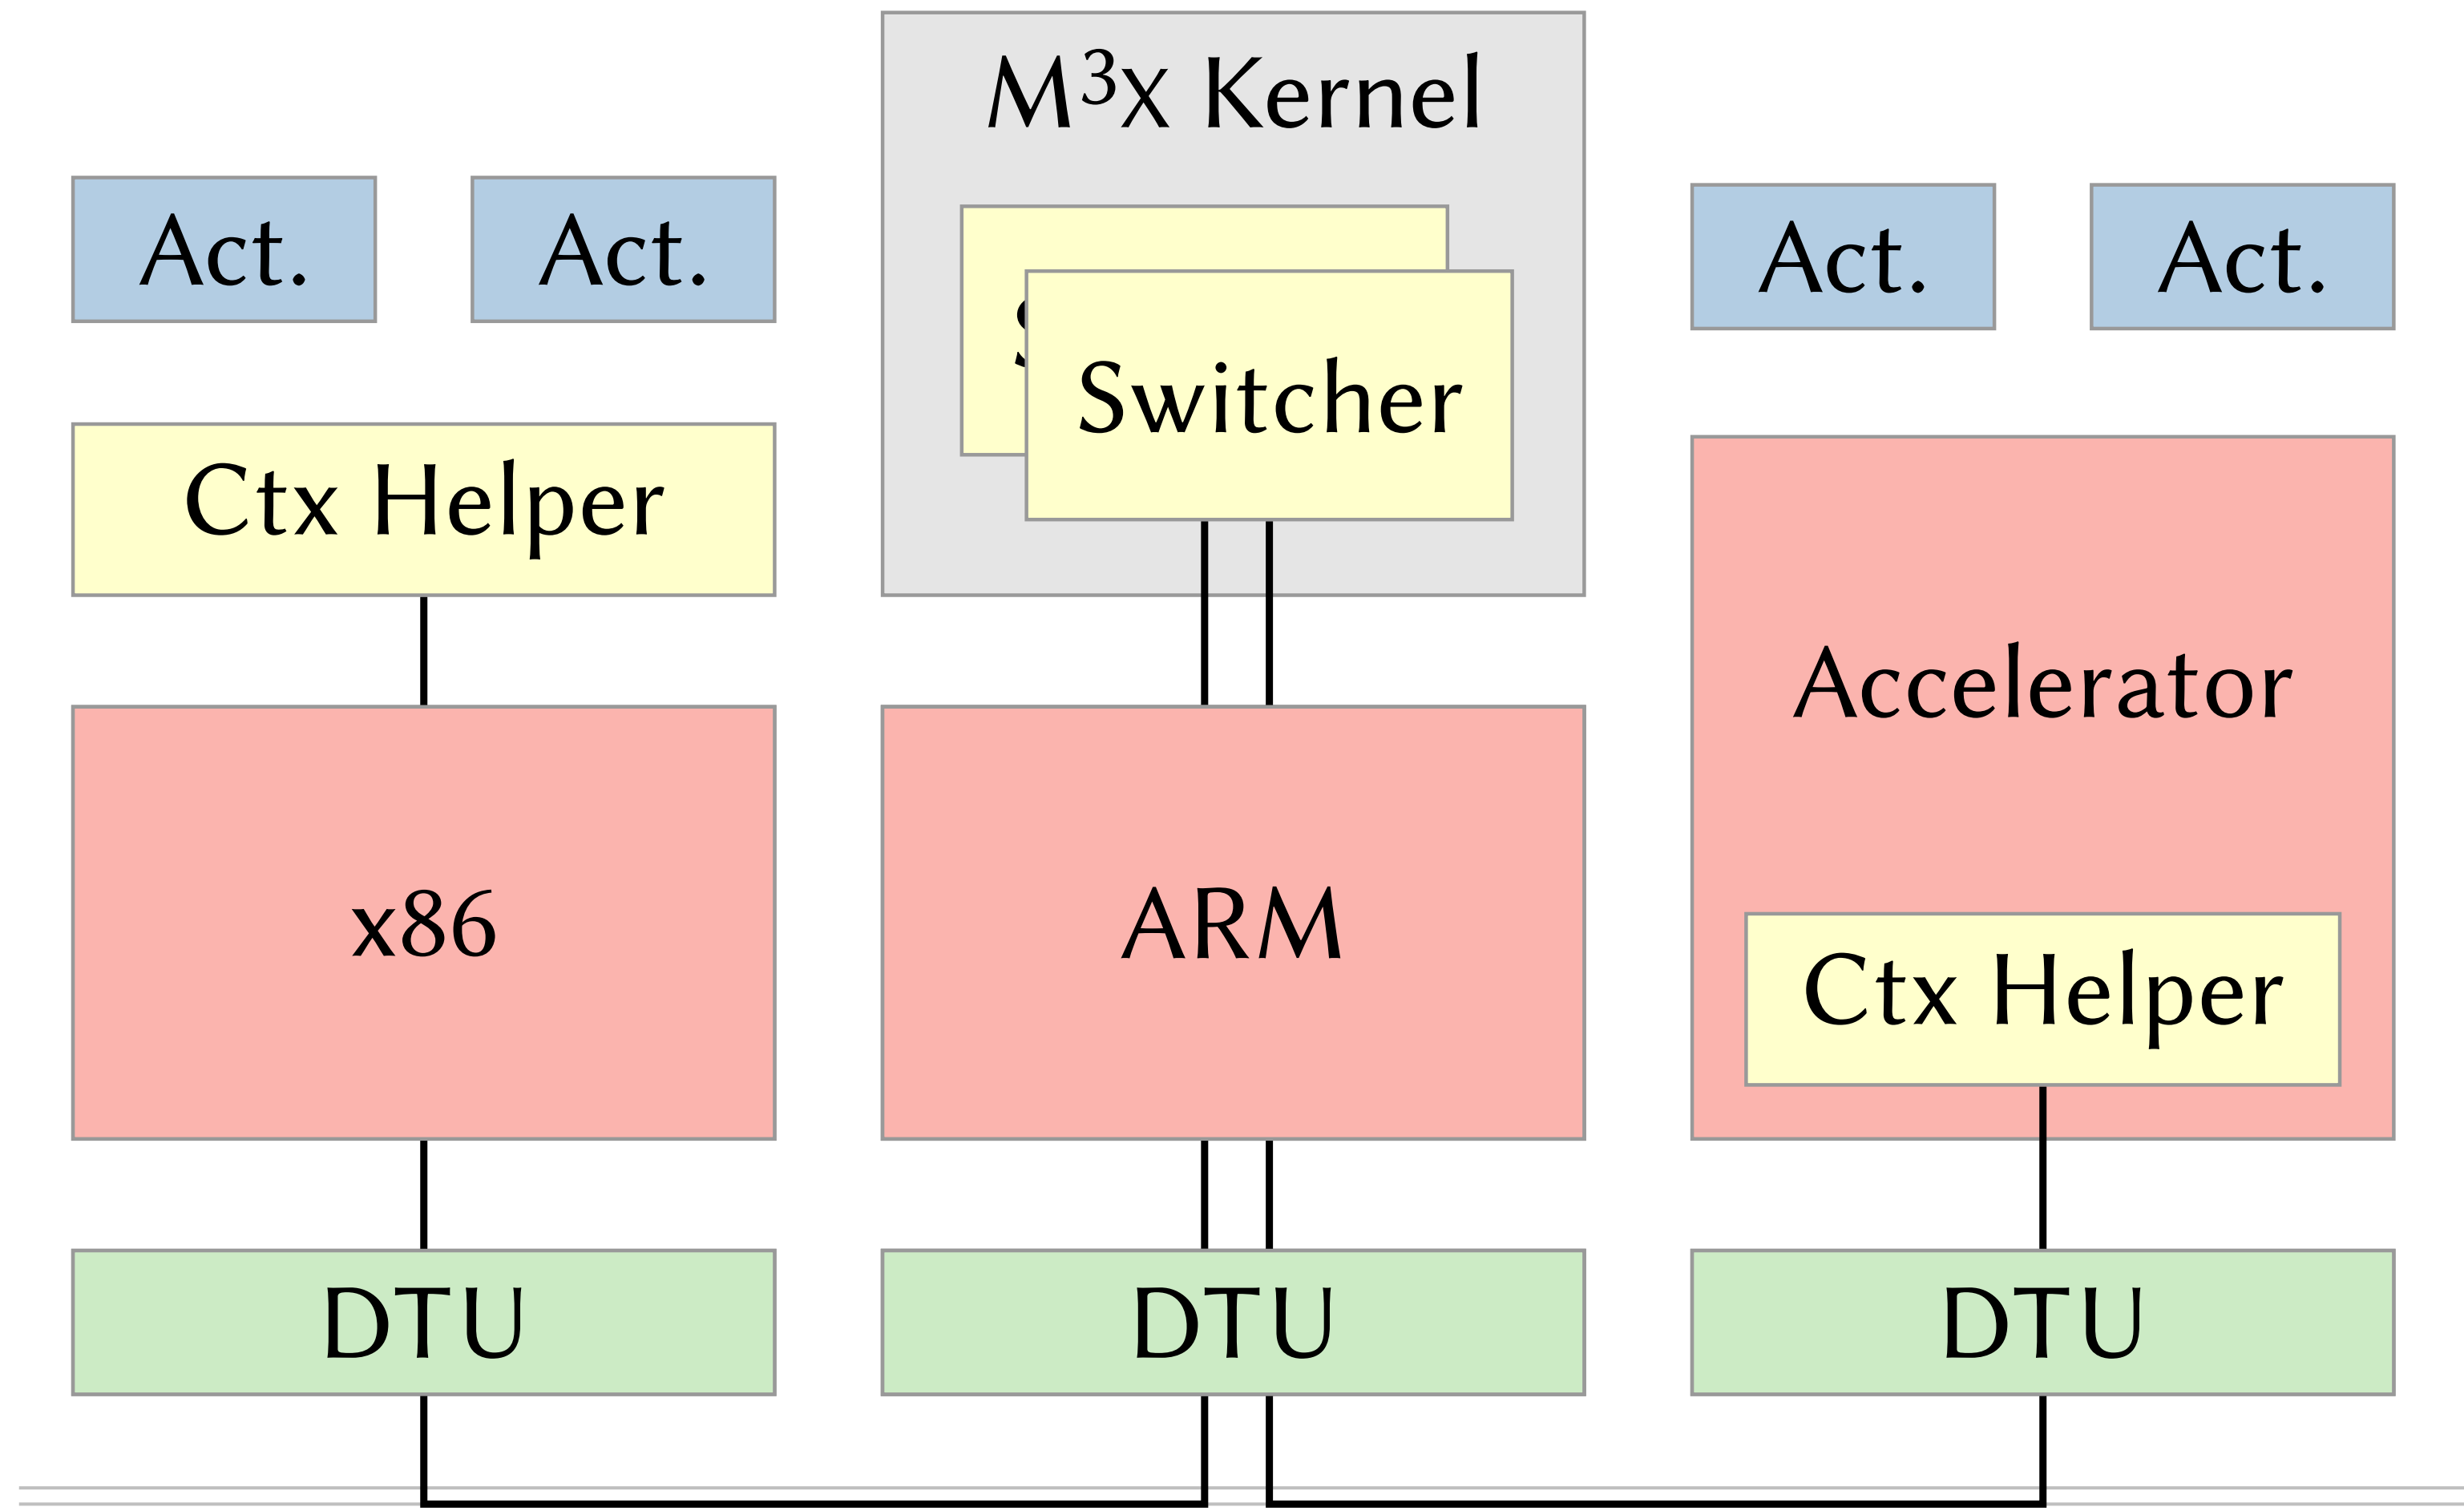 M³x Kernel
Act.
Act.
Act.
Act.
Switcher
Ctx Helper
Accelerator
x86
ARM
Ctx Helper
DTU
DTU
DTU